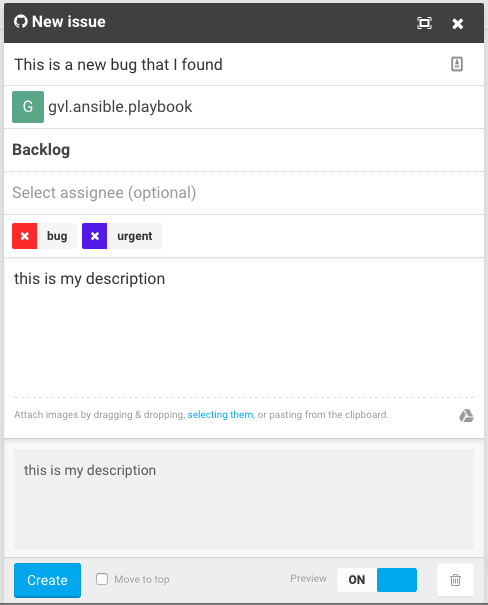 New issue
This is a new bug that I found
G gvl.ansible.playbook
Backlog
Select assignee (optional)
bug urgent
this is my description
Attach images by dragging & dropping, selecting them, or pasting from the clipboard.
this is my description
Create Move to top Preview ON